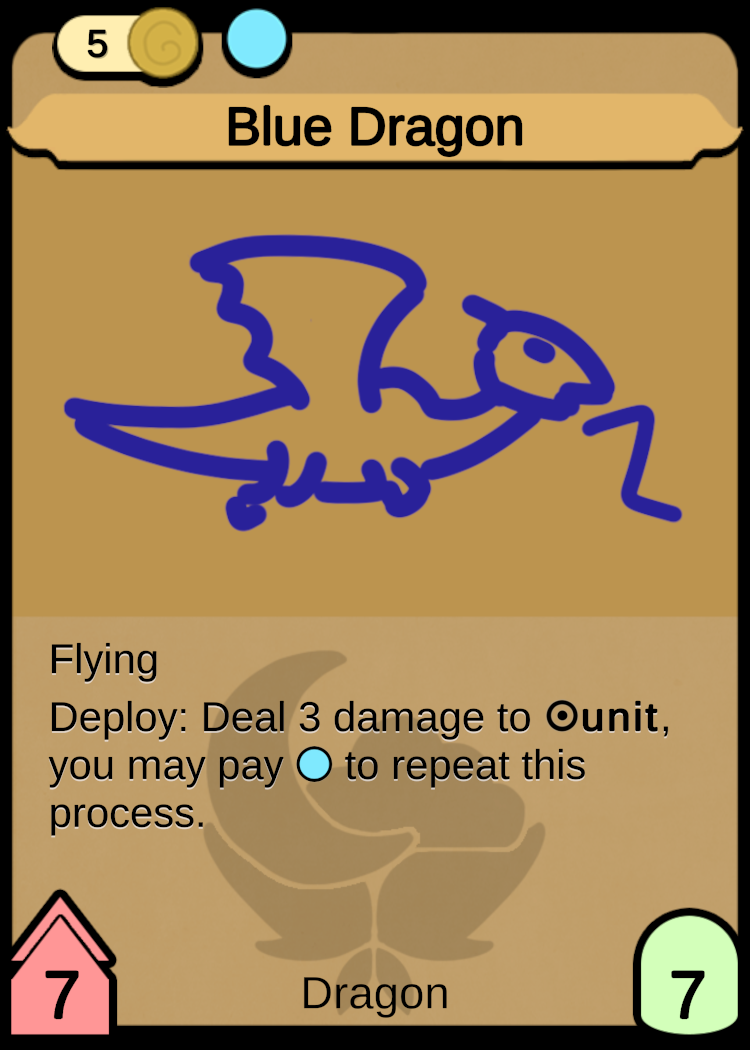 5
Blue Dragon
Flying
Deploy: Deal 3 damage to ⊙unit,
you may pay to repeat this
process.
7
Dragon
7